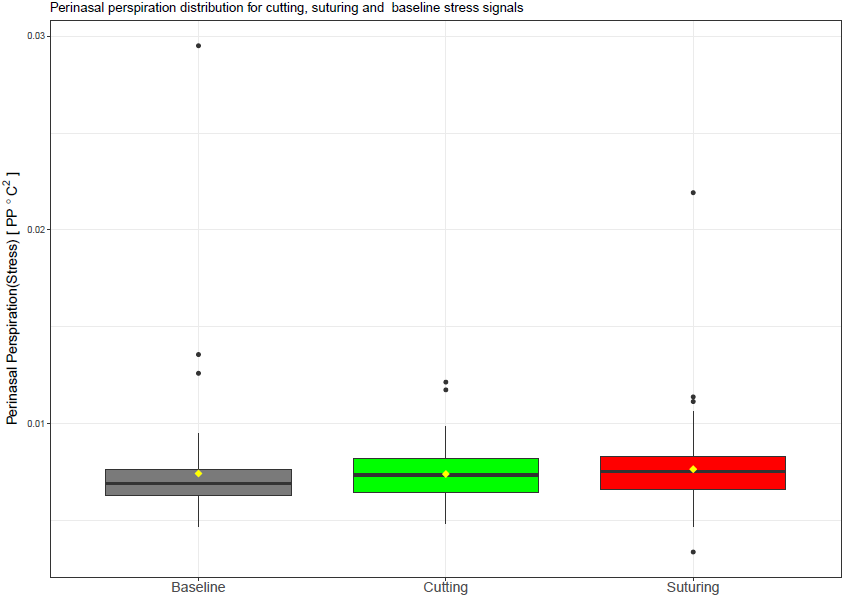 Perinasal perspiration distribution for cutting, suturing and  baseline stress signals
Perinasal Perspiration(Stress) [ PP ° C² ]
0.03
0.02
0.01
Baseline
Cutting
Suturing